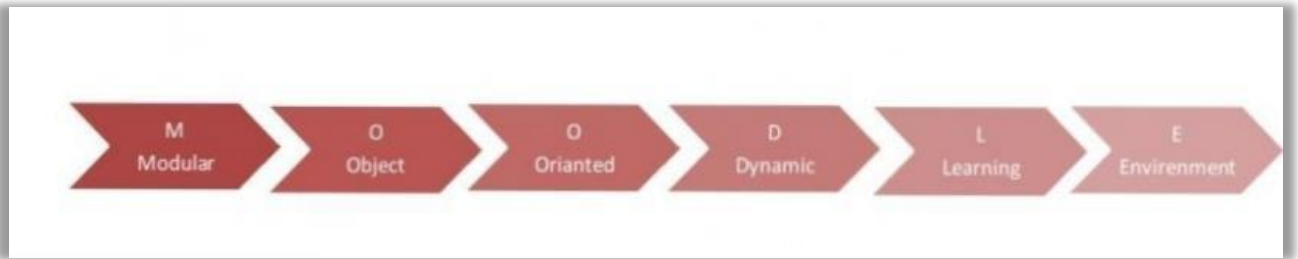 M
Modular
O
Object
O
Orianted
D
Dynamic
L
Learning
E
Envirenment